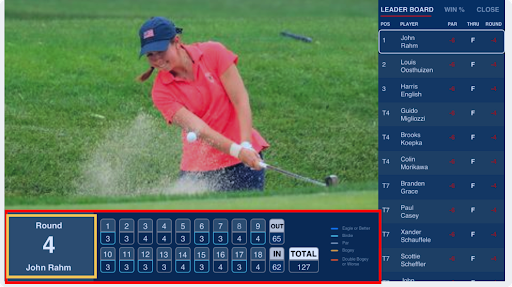 LEADER BOARD WIN % CLOSE
POS PLAYER PAR THRU ROUND
1 John Rahm F
2 Louis Oosthuizen F
3 Harris English F
T4 Guido Migliozzi F
T4 Brooks Koepka F
T4 Colin Morikawa F
T7 Branden Grace F
T7 Paul Casey F
T7 Xander Schauffele F
T7 Scottie Scheffler F
Round
4
John Rahm
1 2 3 4 5 6 7 8 9 OUT
3 3 4 3 4 4 3 4 4 65
10 11 12 13 14 15 16 17 18 IN TOTAL
3 3 4 3 4 4 3 4 3 62 127
Eagle or Better
Birdie
Par
Bogey
Double Bogey
or Worse